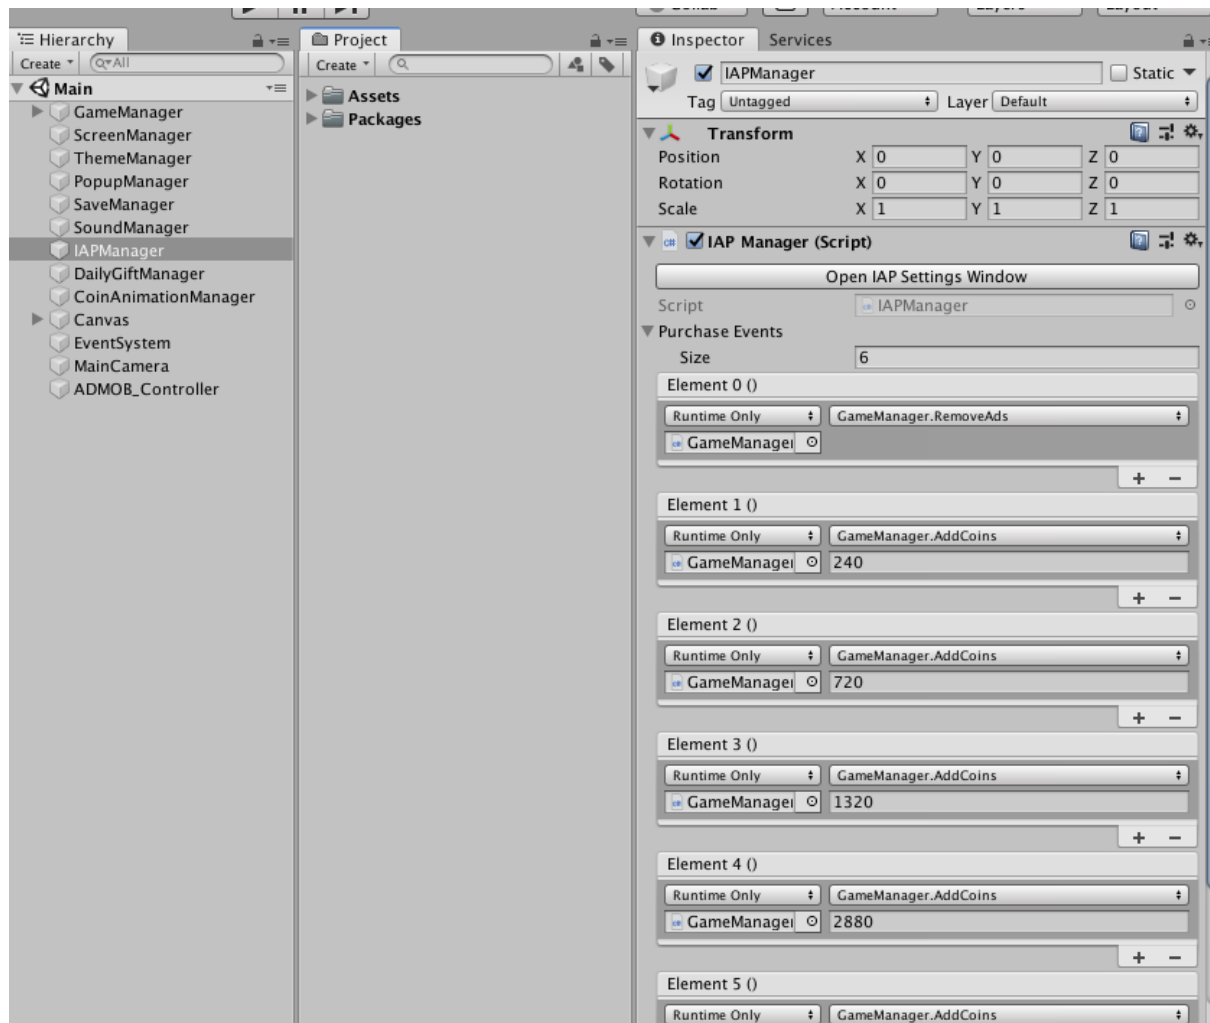 Hierarchy
Create
All
Main
GameManager
ScreenManager
ThemeManager
PopupManager
SaveManager
SoundManager
IAPManager
DailyGiftManager
CoinAnimationManager
Canvas
EventSystem
MainCamera
ADMOB_Controller
Project
Create
Assets
Packages
Inspector Services
IAPManager Static
Tag Untagged Layer Default
Transform
Position X 0 Y 0 Z 0
Rotation X 0 Y 0 Z 0
Scale X 1 Y 1 Z 1
IAP Manager (Script)
Open IAP Settings Window
Script IAPManager
Purchase Events
Size 6
Element 0 ()
Runtime Only GameManager.RemoveAds
GameManager
+ −
Element 1 ()
Runtime Only GameManager.AddCoins
GameManager 240
+ −
Element 2 ()
Runtime Only GameManager.AddCoins
GameManager 720
+ −
Element 3 ()
Runtime Only GameManager.AddCoins
GameManager 1320
+ −
Element 4 ()
Runtime Only GameManager.AddCoins
GameManager 2880
+ −
Element 5 ()
Runtime Only GameManager.AddCoins